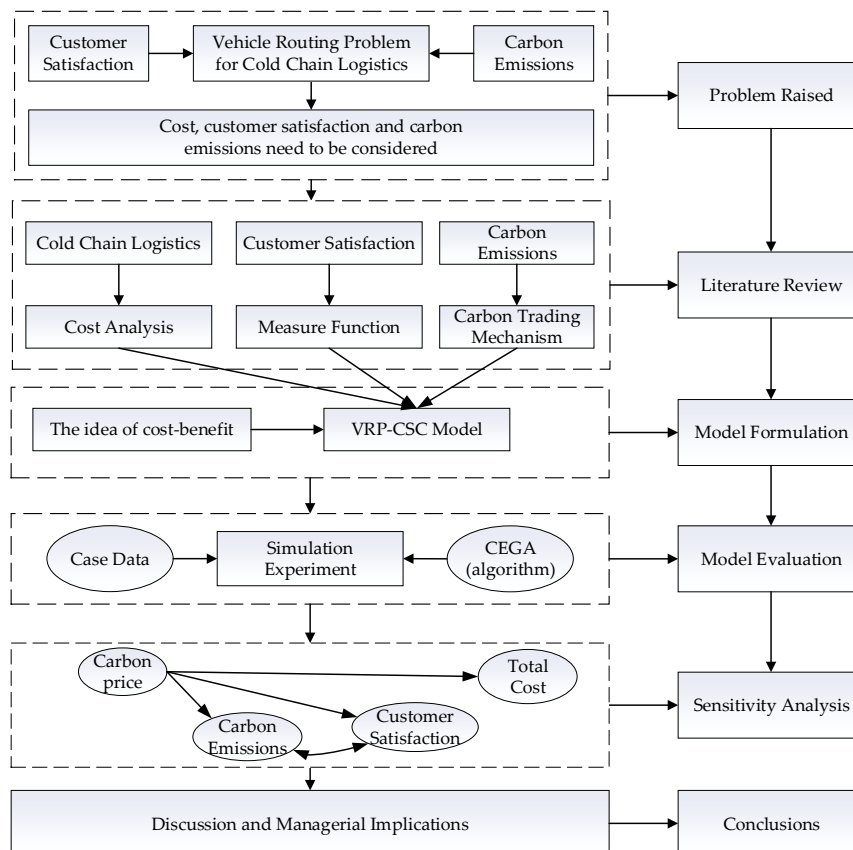 Customer
Satisfaction
Vehicle Routing Problem
for Cold Chain Logistics
Carbon
Emissions
Cost, customer satisfaction and carbon
emissions need to be considered
Problem Raised
Cold Chain Logistics
Customer Satisfaction
Carbon
Emissions
Cost Analysis
Measure Function
Carbon Trading
Mechanism
Literature Review
The idea of cost-benefit
VRP-CSC Model
Model Formulation
Case Data
Simulation
Experiment
CEGA
(algorithm)
Model Evaluation
Carbon
price
Total
Cost
Carbon
Emissions
Customer
Satisfaction
Sensitivity Analysis
Discussion and Managerial Implications
Conclusions